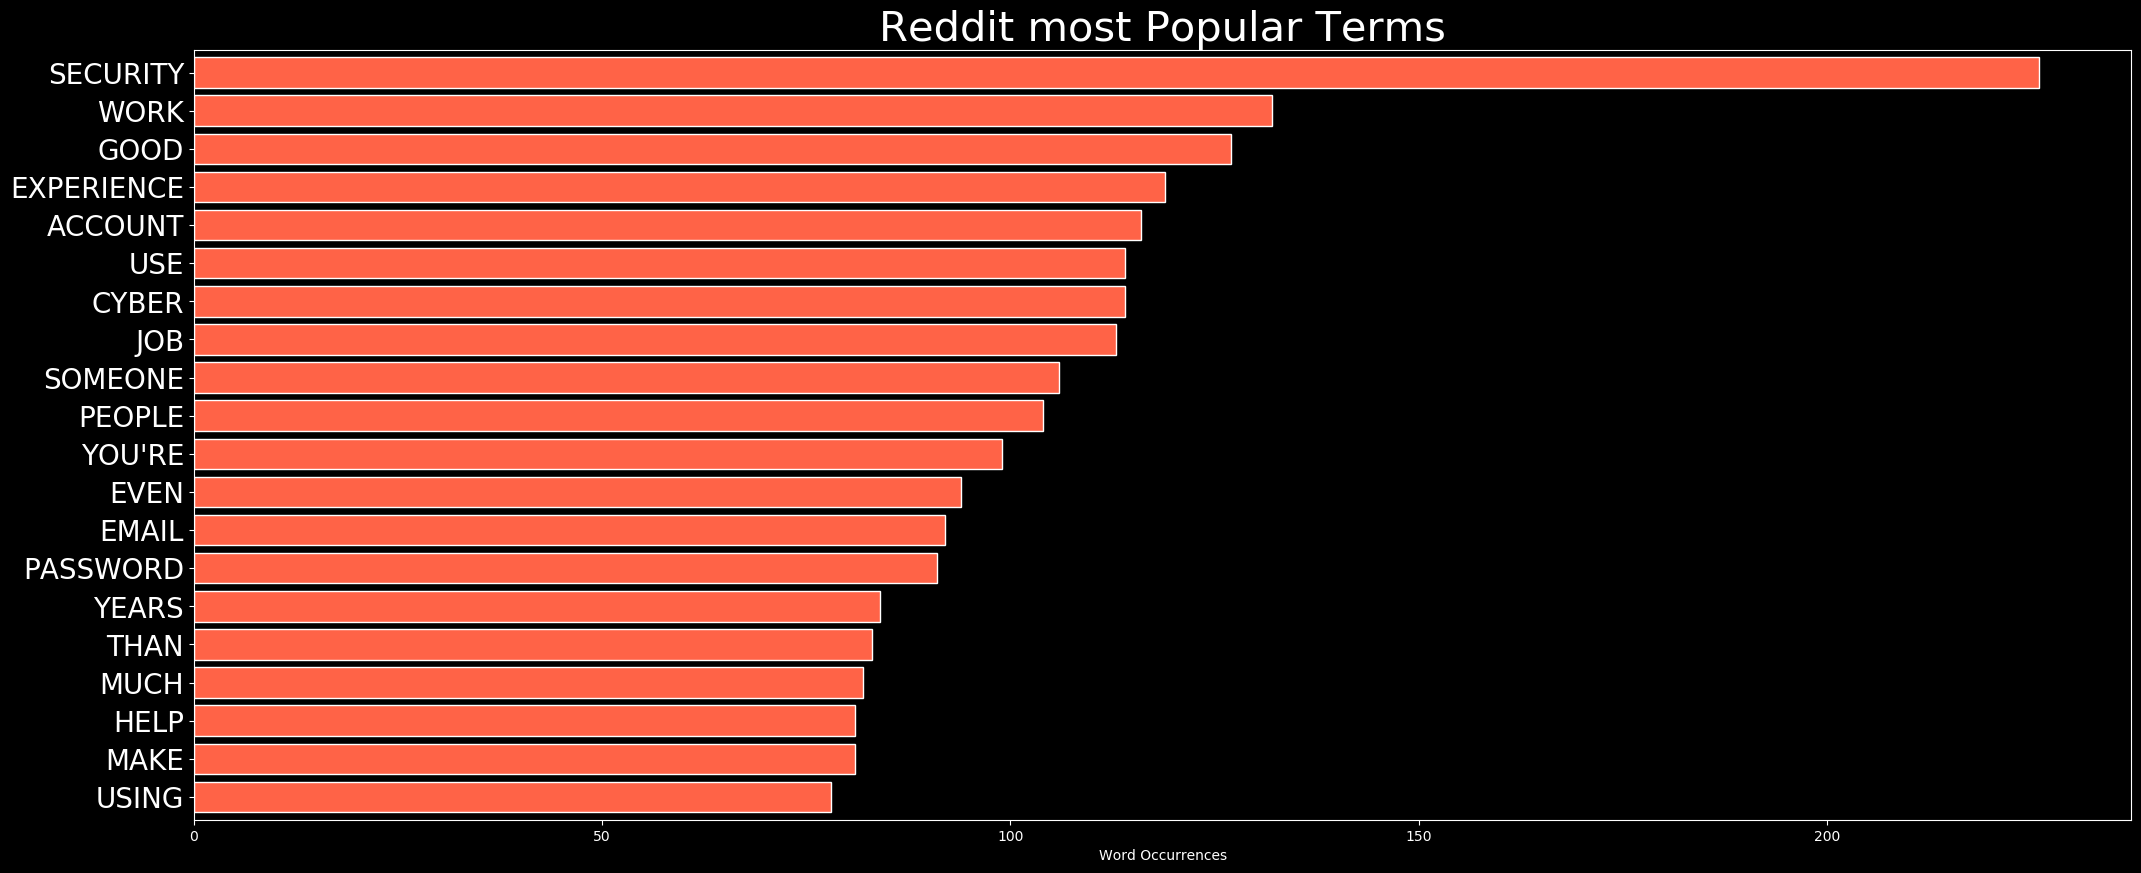 Reddit most Popular Terms
SECURITY
WORK
GOOD
EXPERIENCE
ACCOUNT
USE
CYBER
JOB
SOMEONE
PEOPLE
YOU'RE
EVEN
EMAIL
PASSWORD
YEARS
THAN
MUCH
HELP
MAKE
USING
0 50 100 150 200
Word Occurrences